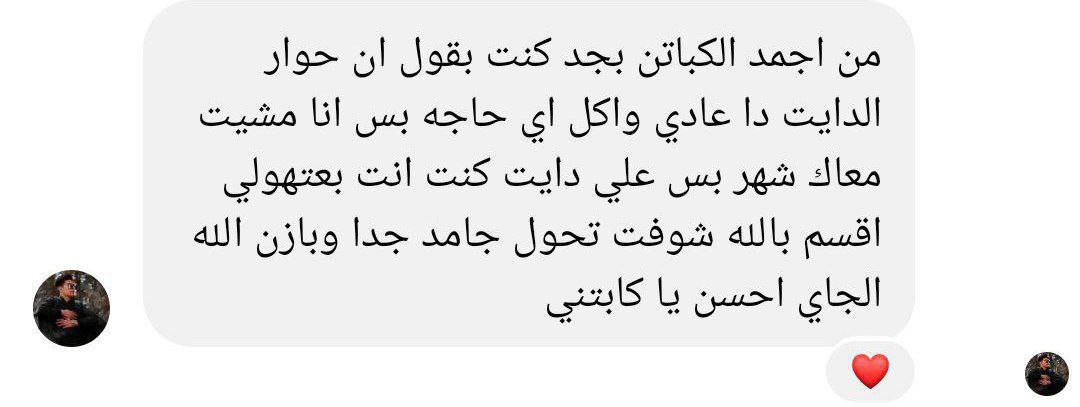 من اجمد الكباتن بجد كنت بقول ان حوار
الدايت دا عادي واكل اي حاجه بس انا مشيت
معاك شهر بس علي دايت كنت انت بعتهولي
اقسم بالله شوفت تحول جامد جدا وبازن الله
الجاي احسن يا كابتني